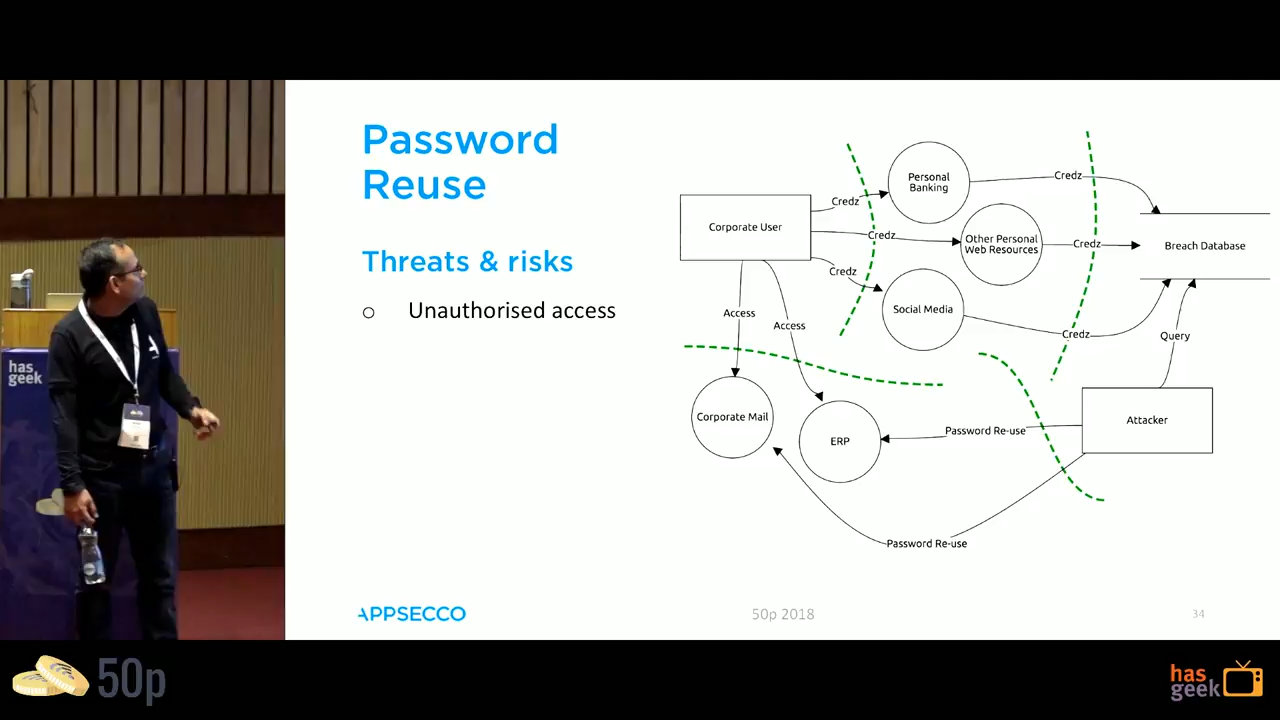 Password
Reuse
Threats & risks
o Unauthorised access
Corporate User
Credz
Credz
Credz
Personal
Banking
Other Personal
Web Resources
Social Media
Credz
Credz
Credz
Breach Database
Access
Access
Query
Corporate Mail
ERP
Password Re-use
Attacker
Password Re-use
APPSECCO
50p 2018
34
has
geek
50p
has
geek